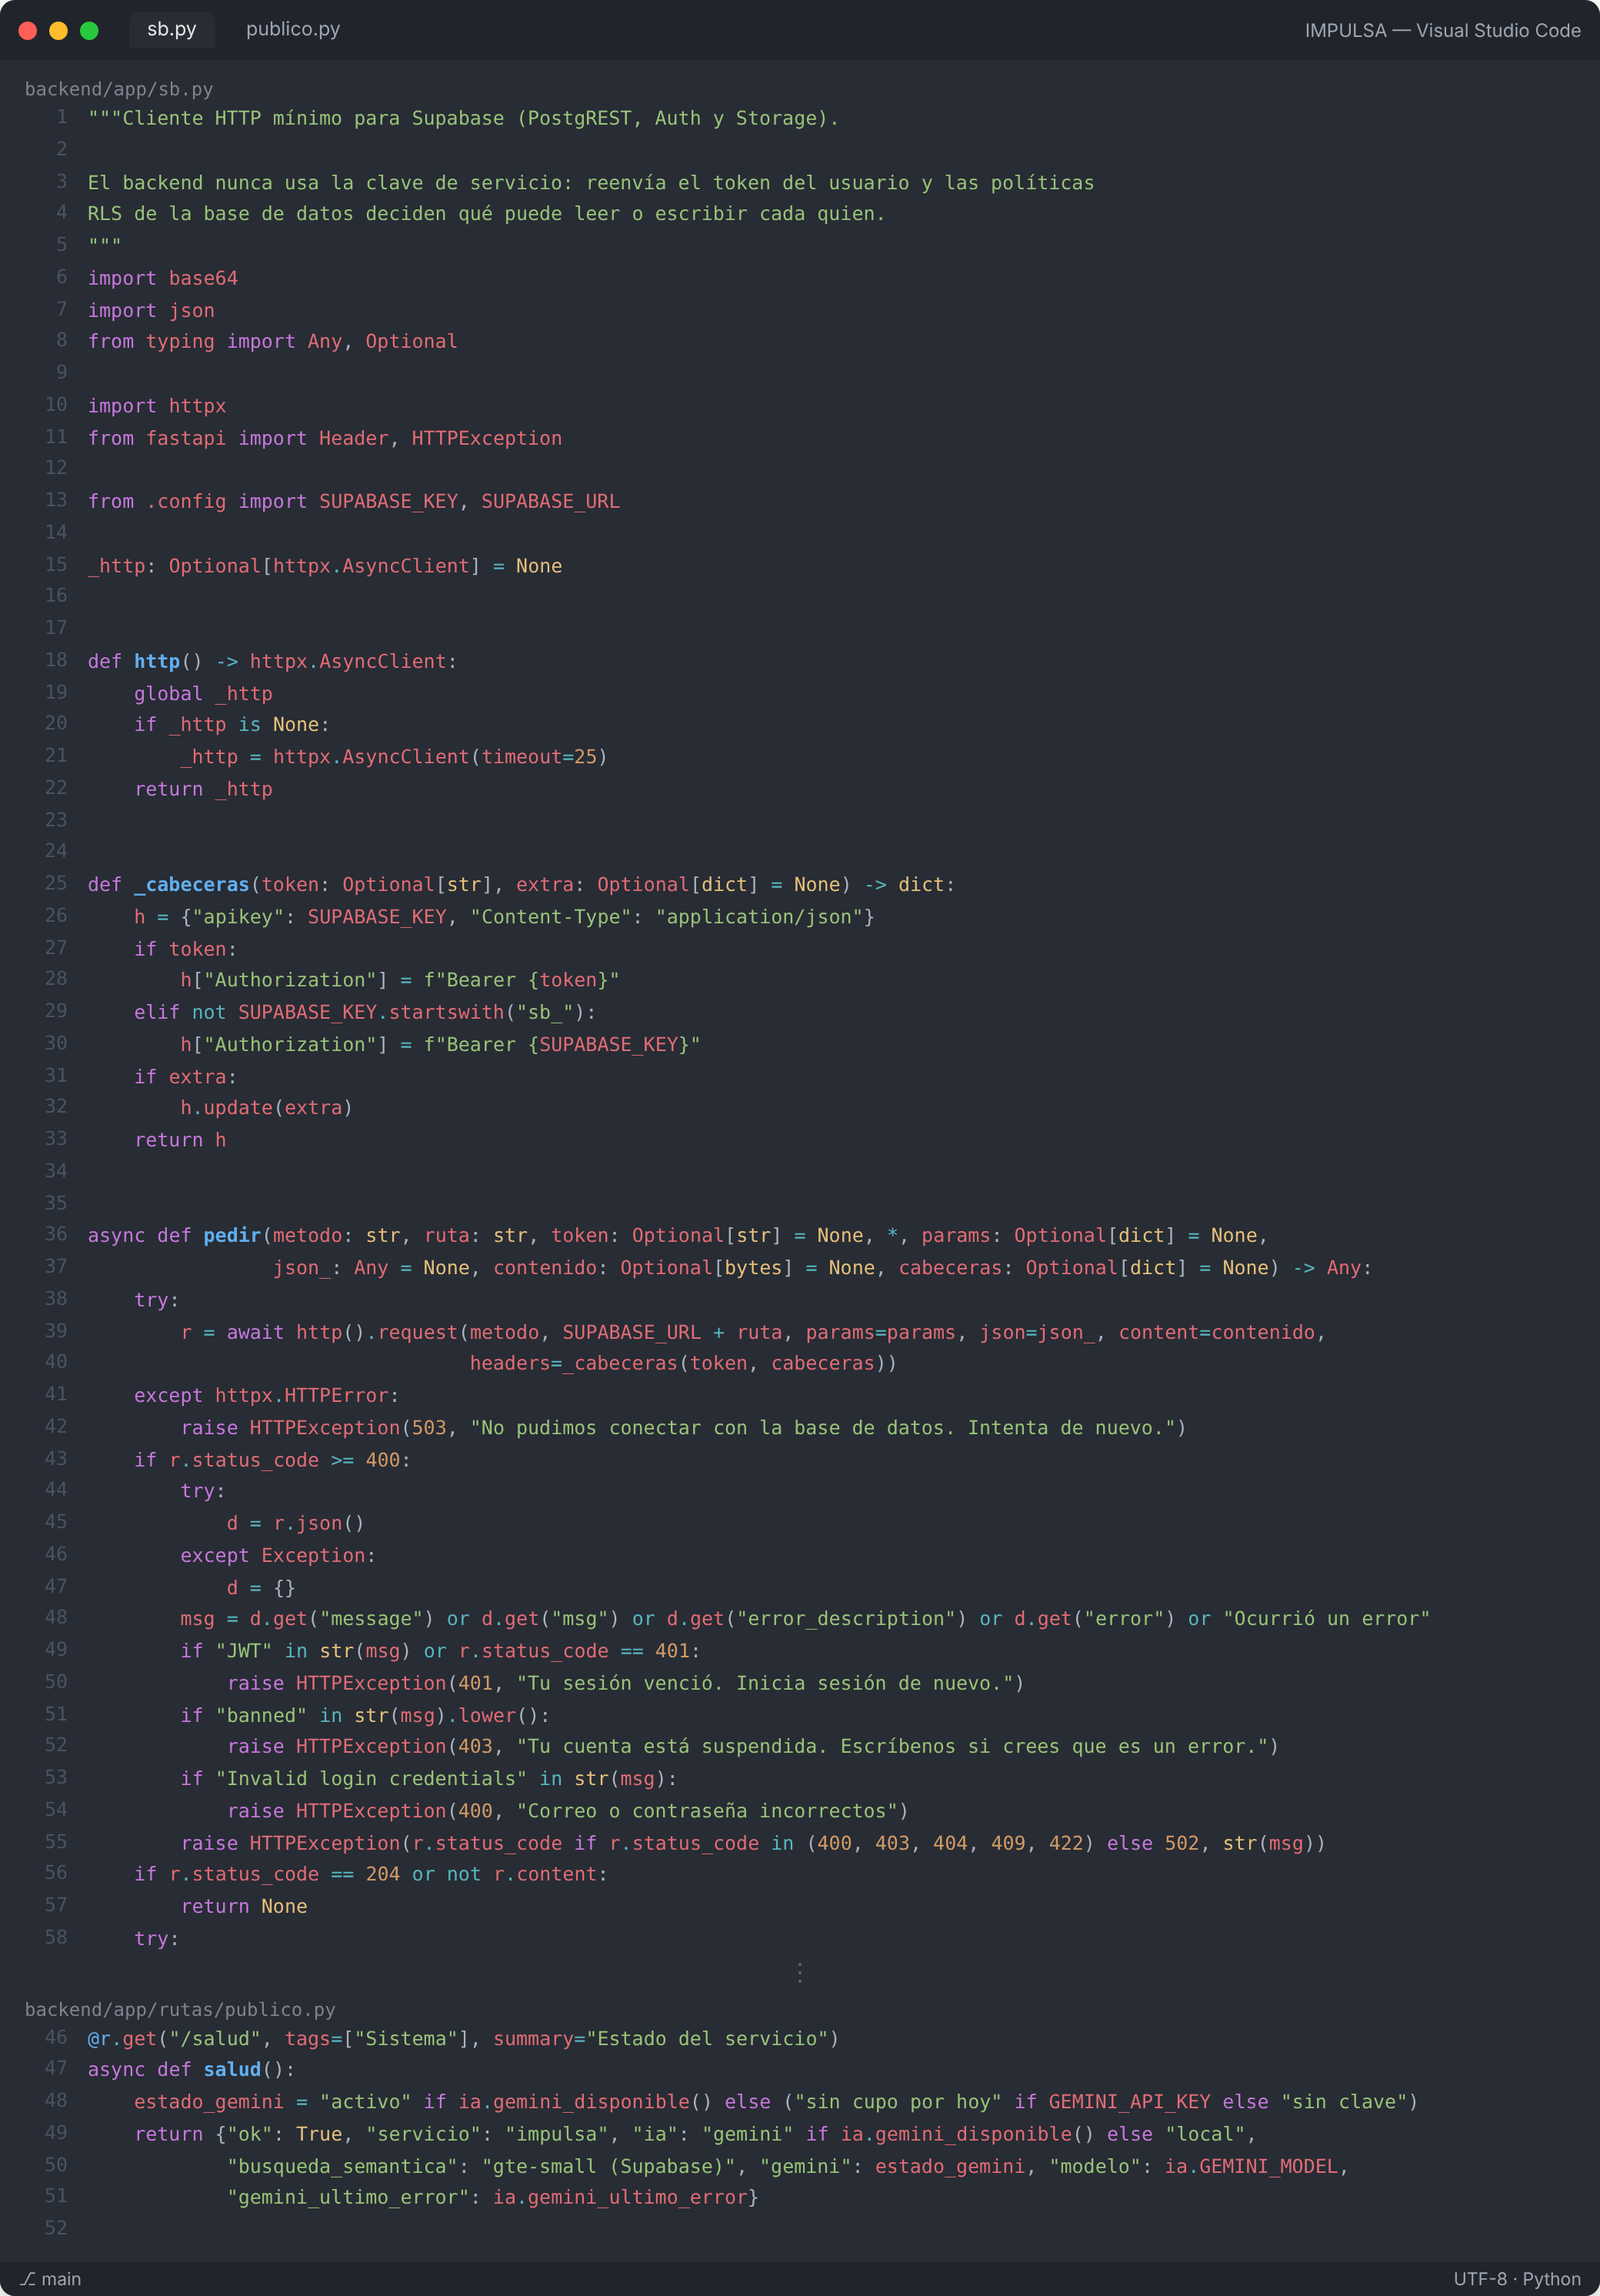 sb.py publico.py IMPULSA — Visual Studio Code
backend/app/sb.py
1 """Cliente HTTP mínimo para Supabase (PostgREST, Auth y Storage).
2
3 El backend nunca usa la clave de servicio: reenvía el token del usuario y las políticas
4 RLS de la base de datos deciden qué puede leer o escribir cada quien.
5 """
6 import base64
7 import json
8 from typing import Any, Optional
9
10 import httpx
11 from fastapi import Header, HTTPException
12
13 from .config import SUPABASE_KEY, SUPABASE_URL
14
15 _http: Optional[httpx.AsyncClient] = None
16
17
18 def http() -> httpx.AsyncClient:
19     global _http
20     if _http is None:
21         _http = httpx.AsyncClient(timeout=25)
22     return _http
23
24
25 def _cabeceras(token: Optional[str], extra: Optional[dict] = None) -> dict:
26     h = {"apikey": SUPABASE_KEY, "Content-Type": "application/json"}
27     if token:
28         h["Authorization"] = f"Bearer {token}"
29     elif not SUPABASE_KEY.startswith("sb_"):
30         h["Authorization"] = f"Bearer {SUPABASE_KEY}"
31     if extra:
32         h.update(extra)
33     return h
34
35
36 async def pedir(metodo: str, ruta: str, token: Optional[str] = None, *, params: Optional[dict] = None,
37                 json_: Any = None, contenido: Optional[bytes] = None, cabeceras: Optional[dict] = None) -> Any:
38     try:
39         r = await http().request(metodo, SUPABASE_URL + ruta, params=params, json=json_, content=contenido,
40                                  headers=_cabeceras(token, cabeceras))
41     except httpx.HTTPError:
42         raise HTTPException(503, "No pudimos conectar con la base de datos. Intenta de nuevo.")
43     if r.status_code >= 400:
44         try:
45             d = r.json()
46         except Exception:
47             d = {}
48         msg = d.get("message") or d.get("msg") or d.get("error_description") or d.get("error") or "Ocurrió un error"
49         if "JWT" in str(msg) or r.status_code == 401:
50             raise HTTPException(401, "Tu sesión venció. Inicia sesión de nuevo.")
51         if "banned" in str(msg).lower():
52             raise HTTPException(403, "Tu cuenta está suspendida. Escríbenos si crees que es un error.")
53         if "Invalid login credentials" in str(msg):
54             raise HTTPException(400, "Correo o contraseña incorrectos")
55         raise HTTPException(r.status_code if r.status_code in (400, 403, 404, 409, 422) else 502, str(msg))
56     if r.status_code == 204 or not r.content:
57         return None
58     try:
⋮
backend/app/rutas/publico.py
46 @r.get("/salud", tags=["Sistema"], summary="Estado del servicio")
47 async def salud():
48     estado_gemini = "activo" if ia.gemini_disponible() else ("sin cupo por hoy" if GEMINI_API_KEY else "sin clave")
49     return {"ok": True, "servicio": "impulsa", "ia": "gemini" if ia.gemini_disponible() else "local",
50             "busqueda_semantica": "gte-small (Supabase)", "gemini": estado_gemini, "modelo": ia.GEMINI_MODEL,
51             "gemini_ultimo_error": ia.gemini_ultimo_error}
52
⎇ main UTF-8 · Python